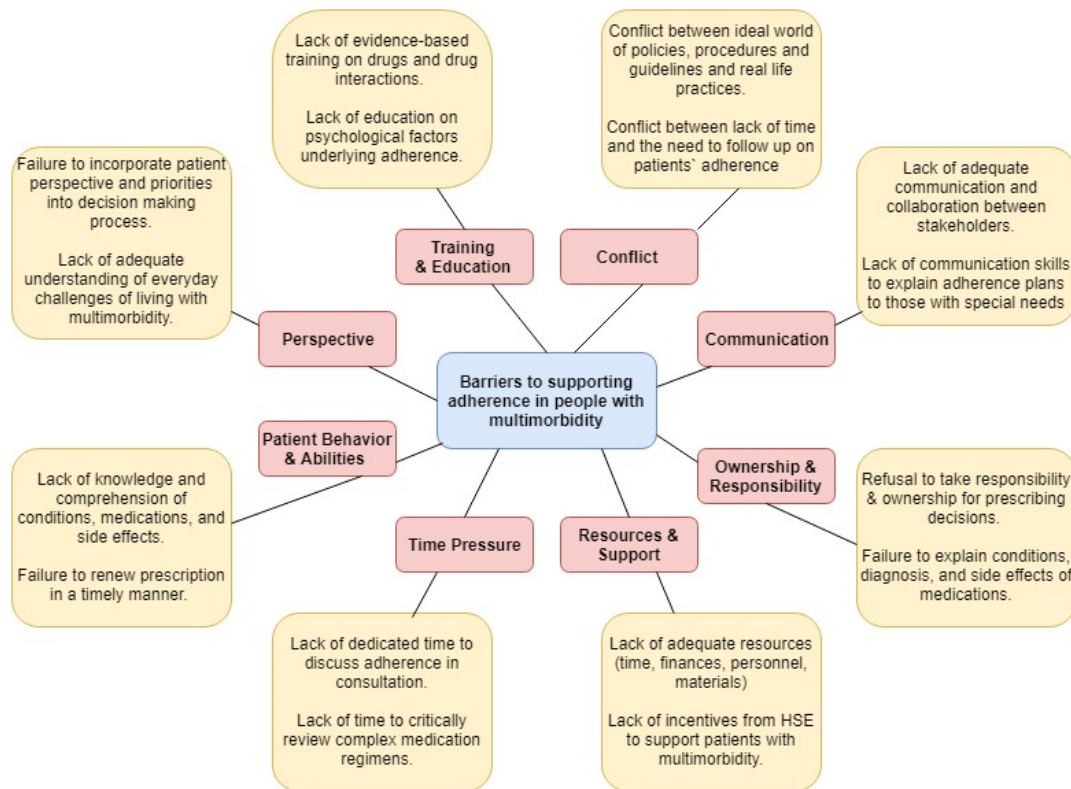 Lack of evidence-based
training on drugs and drug
interactions.
Lack of education on
psychological factors
underlying adherence.
Conflict between ideal world
of policies, procedures and
guidelines and real life
practices.
Conflict between lack of time
and the need to follow up on
patients` adherence
Failure to incorporate patient
perspective and priorities
into decision making
process.
Lack of adequate
understanding of everyday
challenges of living with
multimorbidity.
Lack of adequate
communication and
collaboration between
stakeholders.
Lack of communication skills
to explain adherence plans
to those with special needs
Training
& Education
Conflict
Perspective
Communication
Barriers to supporting
adherence in people with
multimorbidity
Patient Behavior
& Abilities
Ownership &
Responsibility
Time Pressure
Resources &
Support
Lack of knowledge and
comprehension of
conditions, medications, and
side effects.
Failure to renew prescription
in a timely manner.
Refusal to take responsibility
& ownership for prescribing
decisions.
Failure to explain conditions,
diagnosis, and side effects of
medications.
Lack of dedicated time to
discuss adherence in
consultation.
Lack of time to critically
review complex medication
regimens.
Lack of adequate resources
(time, finances, personnel,
materials)
Lack of incentives from HSE
to support patients with
multimorbidity.